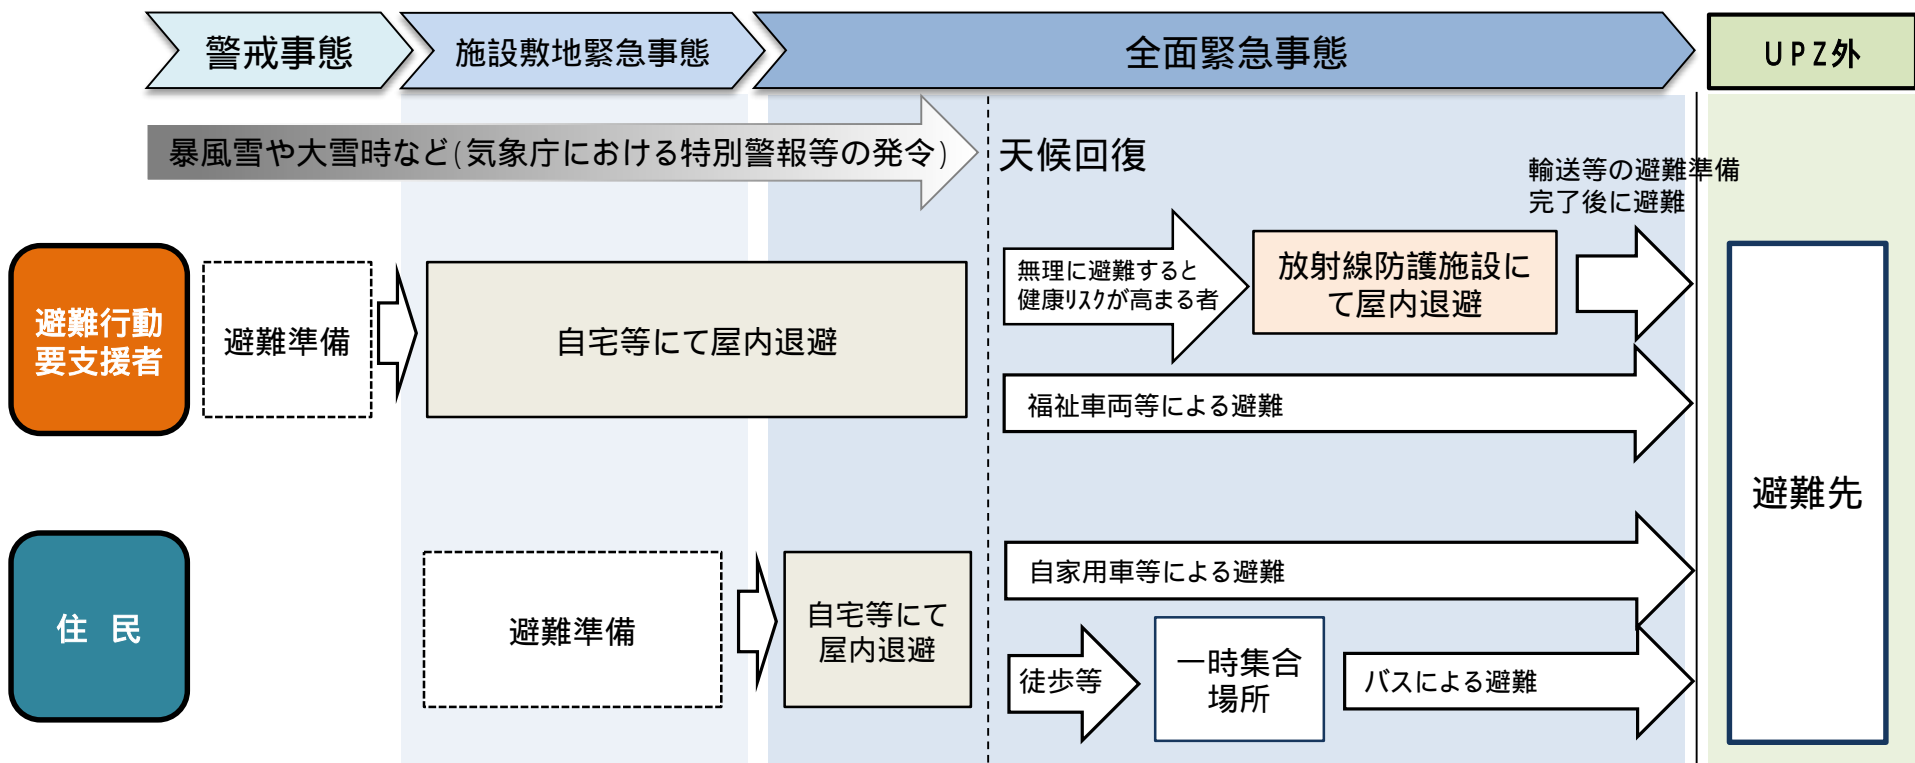 警戒事態
施設敷地緊急事態
全面緊急事態
UPZ外
暴風雪や大雪時など(気象庁における特別警報等の発令)
天候回復
輸送等の避難準備
完了後に避難
避難行動
要支援者
避難準備
自宅等にて屋内退避
無理に避難すると
健康リスクが高まる者
放射線防護施設に
て屋内退避
福祉車両等による避難
避難先
住 民
避難準備
自宅等にて
屋内退避
自家用車等による避難
徒歩等
一時集合
場所
バスによる避難